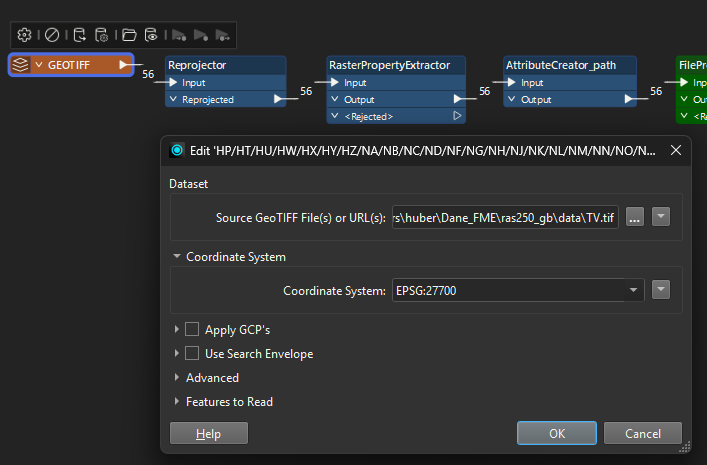 GEOTIFF
56
Reprojector
Input
Reprojected
56
RasterPropertyExtractor
Input
Output
<Rejected>
56
AttributeCreator_path
Input
Output
56
FilePro
Inp
Out
<R
Edit 'HP/HT/HU/HW/HX/HY/HZ/NA/NB/NC/ND/NF/NG/NH/NJ/NK/NL/NM/NN/NO/N...
Dataset
Source GeoTIFF File(s) or URL(s): rs\huber\Dane_FME\ras250_gb\data\TV.tif ...
Coordinate System
Coordinate System: EPSG:27700
Apply GCP's
Use Search Envelope
Advanced
Features to Read
Help OK Cancel